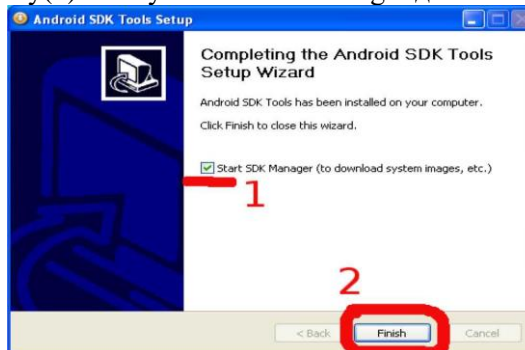 Android SDK Tools Setup
Completing the Android SDK Tools
Setup Wizard
Android SDK Tools has been installed on your computer.
Click Finish to close this wizard.
Start SDK Manager (to download system images, etc.)
1
2
< Back
Finish
Cancel